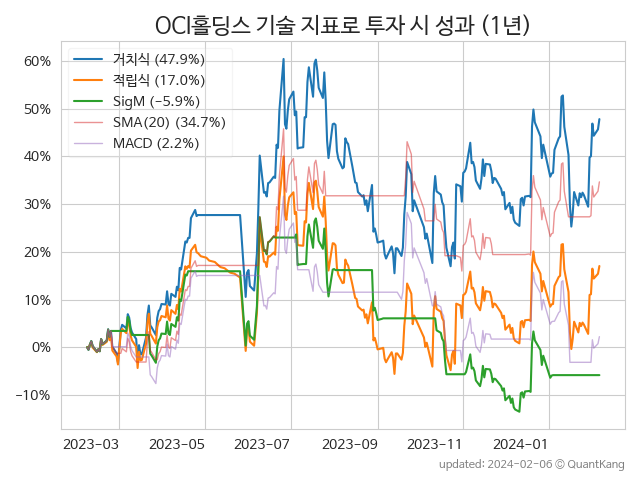 OCI홀딩스 기술 지표로 투자 시 성과 (1년)
거치식 (47.9%)
적립식 (17.0%)
SigM (−5.9%)
SMA(20) (34.7%)
MACD (2.2%)
60%
50%
40%
30%
20%
10%
0%
−10%
2023-03 2023-05 2023-07 2023-09 2023-11 2024-01
updated: 2024-02-06 © QuantKang